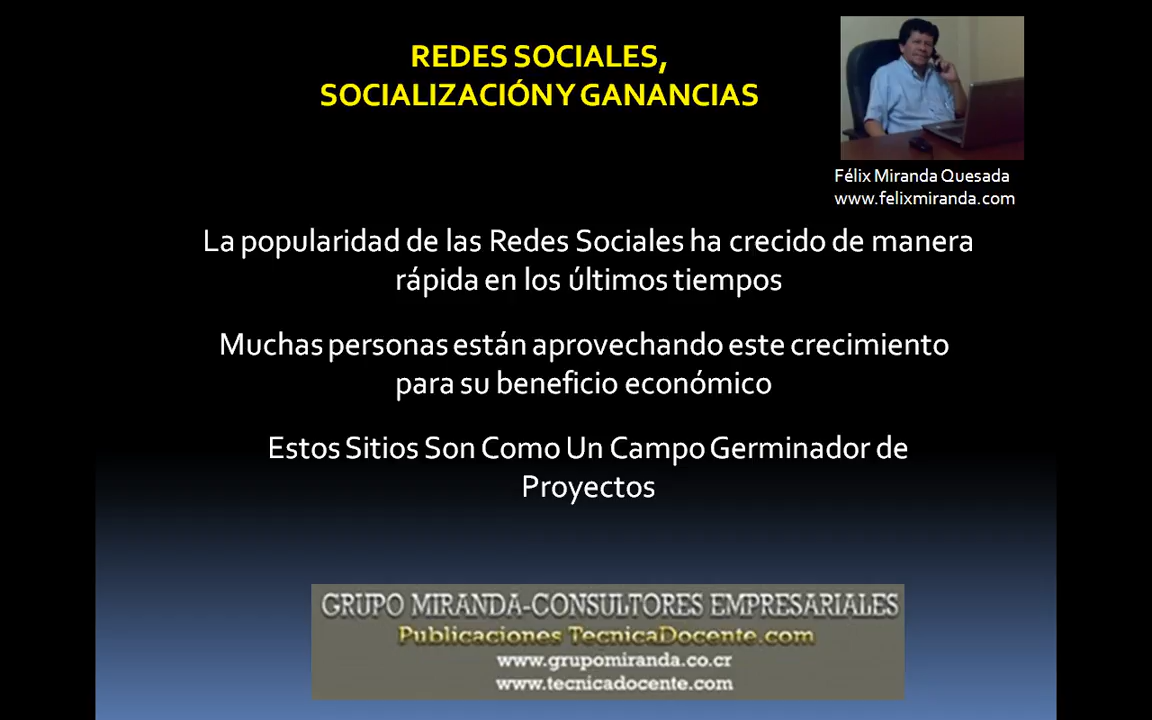 REDES SOCIALES,
SOCIALIZACIÓN Y GANANCIAS
Félix Miranda Quesada
www.felixmiranda.com
La popularidad de las Redes Sociales ha crecido de manera
rápida en los últimos tiempos
Muchas personas están aprovechando este crecimiento
para su beneficio económico
Estos Sitios Son Como Un Campo Germinador de
Proyectos
GRUPO MIRANDA-CONSULTORES EMPRESARIALES
Publicaciones TecnicaDocente.com
www.grupomiranda.co.cr
www.tecnicadocente.com